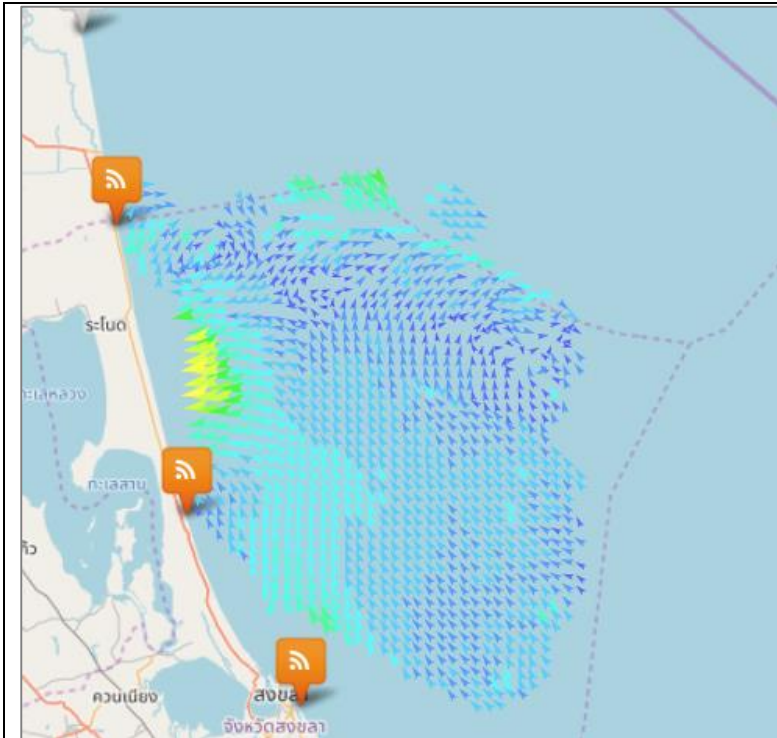 ระโนด
ทะเลหลวง
ทะเลสาบ
ควนเนียง
สงขลา
จังหวัดสงขลา